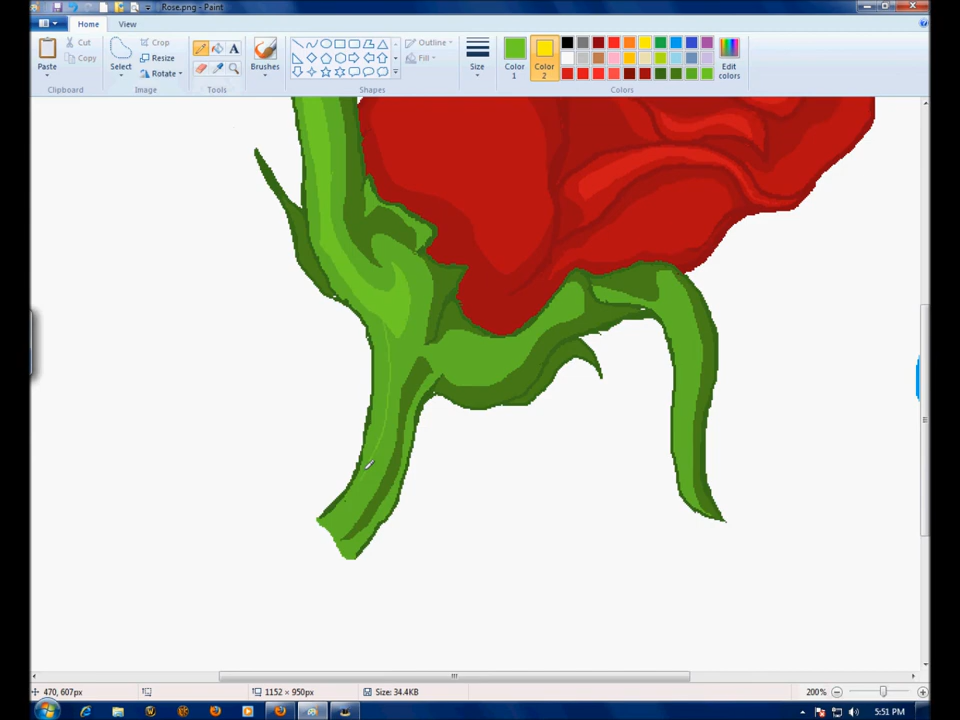 Rose.png - Paint
Home View
Paste
Cut
Copy
Clipboard
Select
Crop
Resize
Rotate
Image
A
Tools
Brushes
Outline
Fill
Shapes
Size
Color 1
Color 2
Edit colors
Colors
470, 607px
1152 × 950px
Size: 34.4KB
200%
5:51 PM